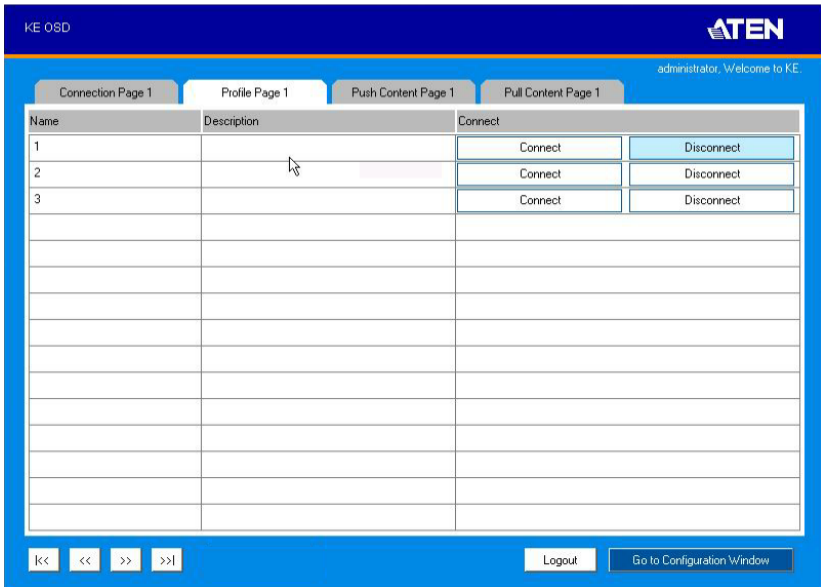 KE OSD
ATEN
administrator, Welcome to KE.
Connection Page 1 Profile Page 1 Push Content Page 1 Pull Content Page 1
Name Description Connect
1 Connect Disconnect
2 Connect Disconnect
3 Connect Disconnect
|<< << >> >>| Logout Go to Configuration Window